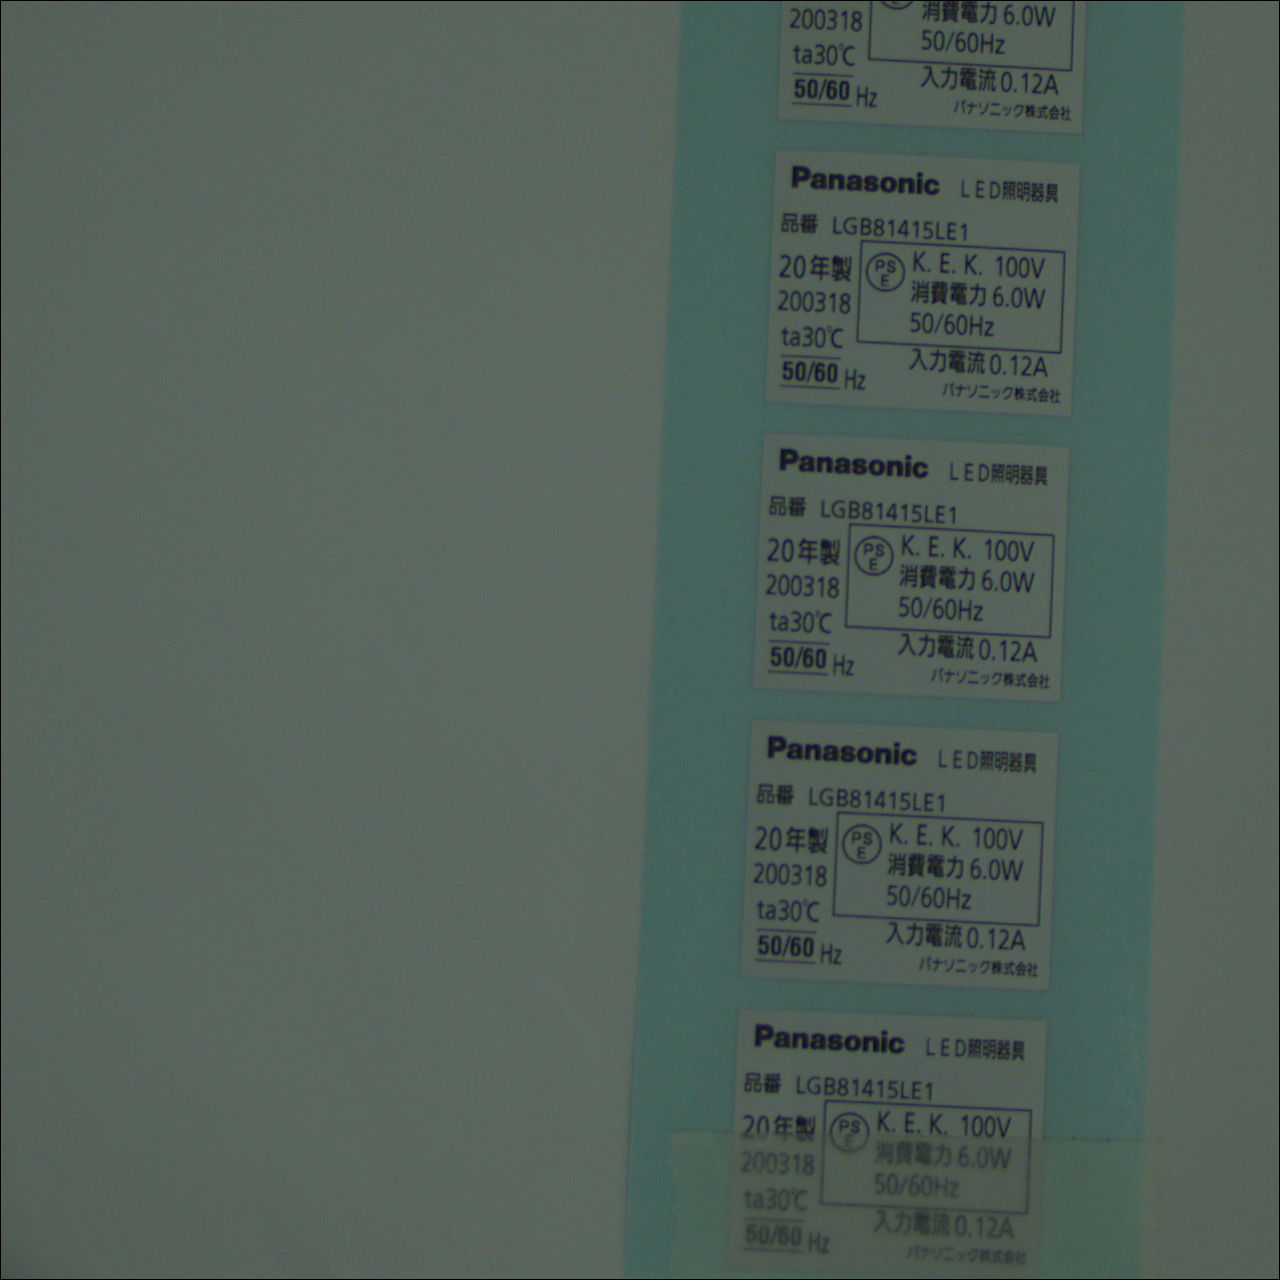 200318
消費電力 6.0W
50/60Hz
ta30℃
入力電流 0.12A
50/60 Hz
パナソニック株式会社
Panasonic LED照明器具
品番 LGB81415LE1
20年製
PSE K. E. K. 100V
消費電力 6.0W
200318
50/60Hz
ta30℃
入力電流 0.12A
50/60 Hz
パナソニック株式会社
Panasonic LED照明器具
品番 LGB81415LE1
20年製
PSE K. E. K. 100V
消費電力 6.0W
200318
50/60Hz
ta30℃
入力電流 0.12A
50/60 Hz
パナソニック株式会社
Panasonic LED照明器具
品番 LGB81415LE1
20年製
PSE K. E. K. 100V
消費電力 6.0W
200318
50/60Hz
ta30℃
入力電流 0.12A
50/60 Hz
パナソニック株式会社
Panasonic LED照明器具
品番 LGB81415LE1
20年製
PSE K. E. K. 100V
消費電力 6.0W
200318
50/60Hz
ta30℃
入力電流 0.12A
50/60 Hz
パナソニック株式会社